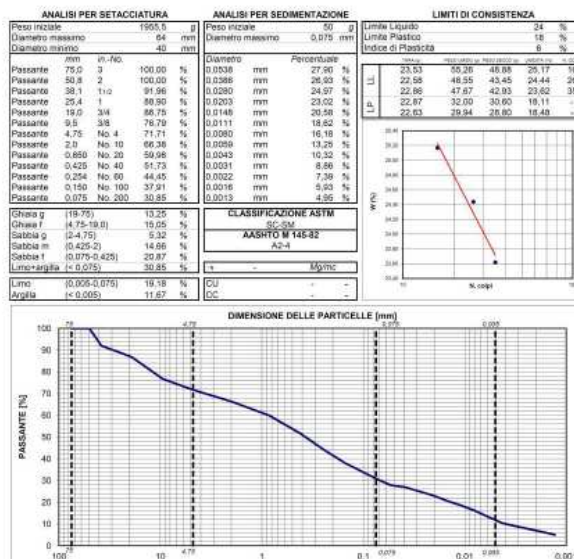 ANALISI PER SETACCIATURA
Peso iniziale 1955,5 g
Diametro massimo 64 mm
Diametro minimo 40 mm
mm in.-No.
Passante 75,0 3 100,00 %
Passante 50,8 2 100,00 %
Passante 38,1 11/2 91,96 %
Passante 25,4 1 88,90 %
Passante 19,0 3/4 86,75 %
Passante 9,5 3/8 76,79 %
Passante 4,75 No. 4 71,71 %
Passante 2,0 No. 10 66,38 %
Passante 0,850 No. 20 59,98 %
Passante 0,425 No. 40 51,73 %
Passante 0,254 No. 60 44,45 %
Passante 0,150 No. 100 37,91 %
Passante 0,075 No. 200 30,85 %
Ghiaia g (19-75) 13,25 %
Ghiaia f (4,75-19,0) 15,05 %
Sabbia g (2-4,75) 5,32 %
Sabbia m (0,425-2) 14,66 %
Sabbia f (0,075-0,425) 20,87 %
Limo+argilla (< 0,075) 30,85 %
Limo (0,005-0,075) 19,18 %
Argilla (< 0,005) 11,67 %
ANALISI PER SEDIMENTAZIONE
Peso iniziale 50 g
Diametro massimo 0,075 mm
Diametro Percentuale
0,0538 mm 27,90 %
0,0386 mm 26,93 %
0,0280 mm 24,97 %
0,0203 mm 23,02 %
0,0148 mm 20,58 %
0,0111 mm 18,62 %
0,0080 mm 16,18 %
0,0059 mm 13,25 %
0,0043 mm 10,32 %
0,0031 mm 8,86 %
0,0022 mm 7,39 %
0,0016 mm 5,93 %
0,0013 mm 4,95 %
CLASSIFICAZIONE ASTM
SC-SM
AASHTO M 145-82
A2-4
- Mg/mc
CU - -
CC - -
LIMITI DI CONSISTENZA
Limite Liquido 24 %
Limite Plastico 18 %
Indice di Plasticità 6 %
LL
23,53 55,26 48,88 25,17
22,58 48,55 43,45 24,44
22,86 47,67 42,93 23,62
LP
22,87 32,00 30,60 18,11 -
22,63 29,94 28,80 18,48 -
W (%)
N. colpi
DIMENSIONE DELLE PARTICELLE [mm]
75 4,75 0,075 0,005
PASSANTE [%]
100
90
80
70
60
50
40
30
20
10
0
100 10 1 0.1 0.01 0.00
75 4,75 0,075 0,005